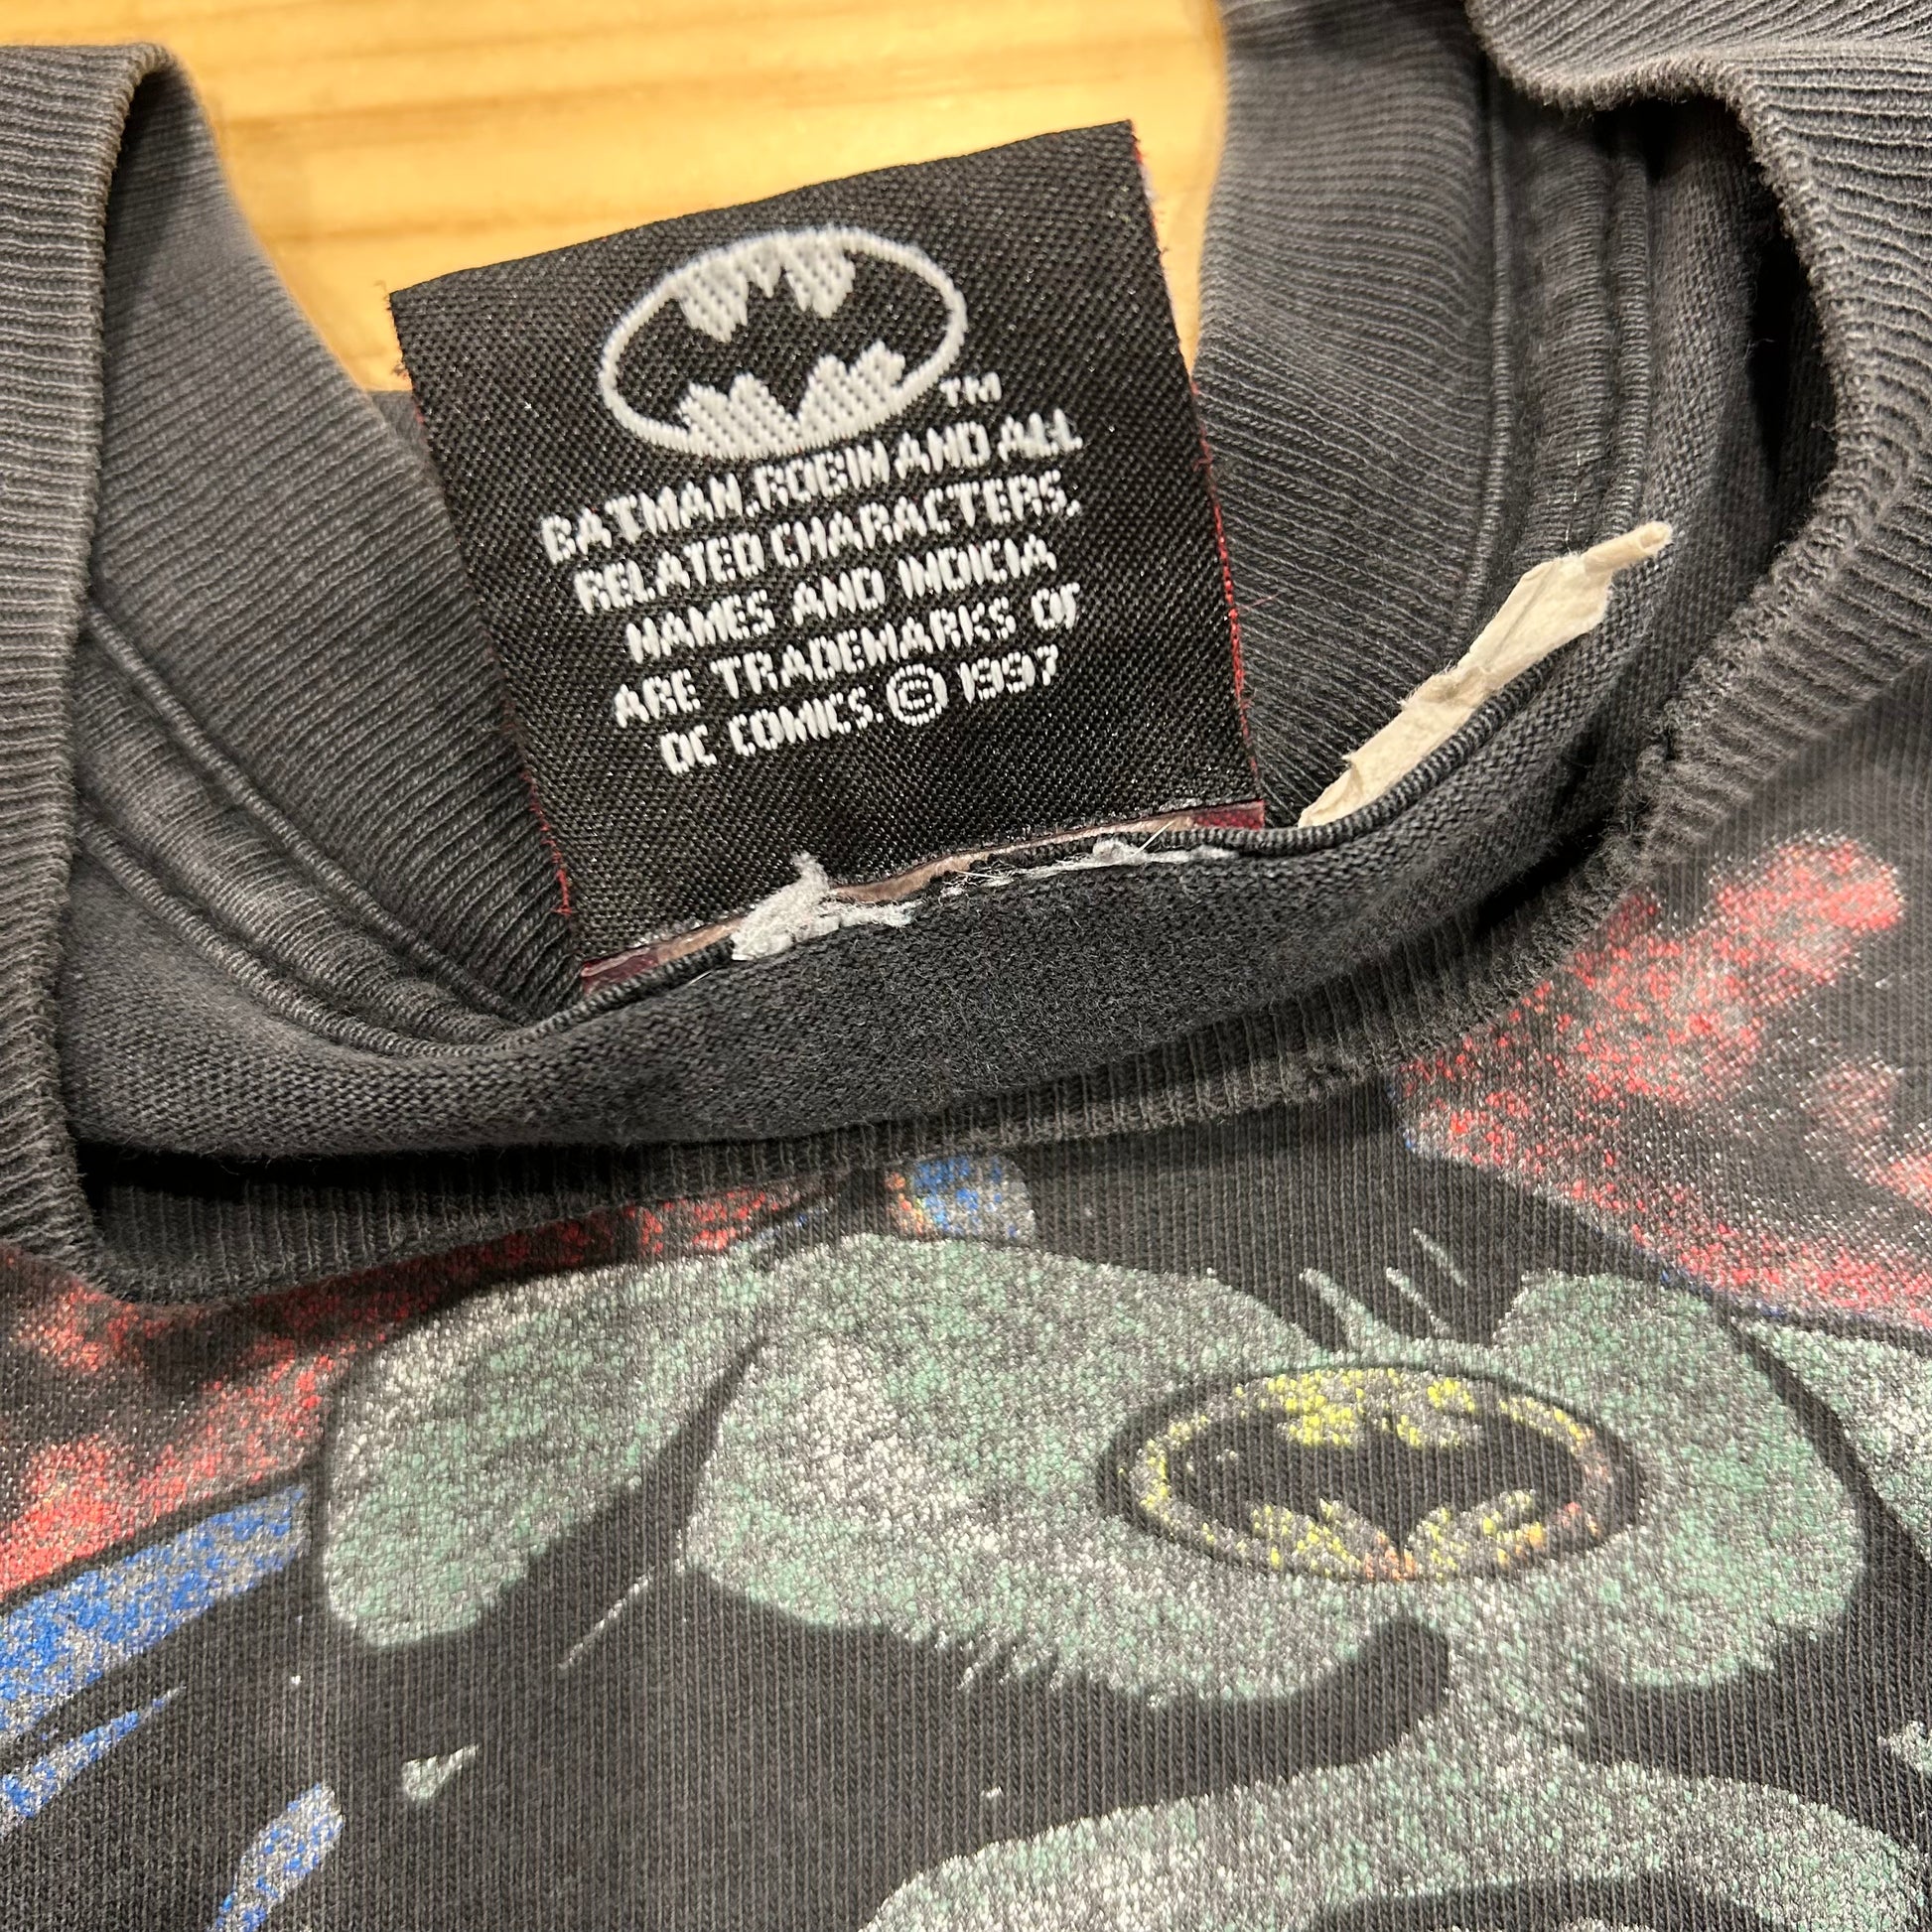 TM
BATMAN, ROBIN AND ALL
RELATED CHARACTERS,
NAMES AND INDICIA
ARE TRADEMARKS OF
DC COMICS. © 1997